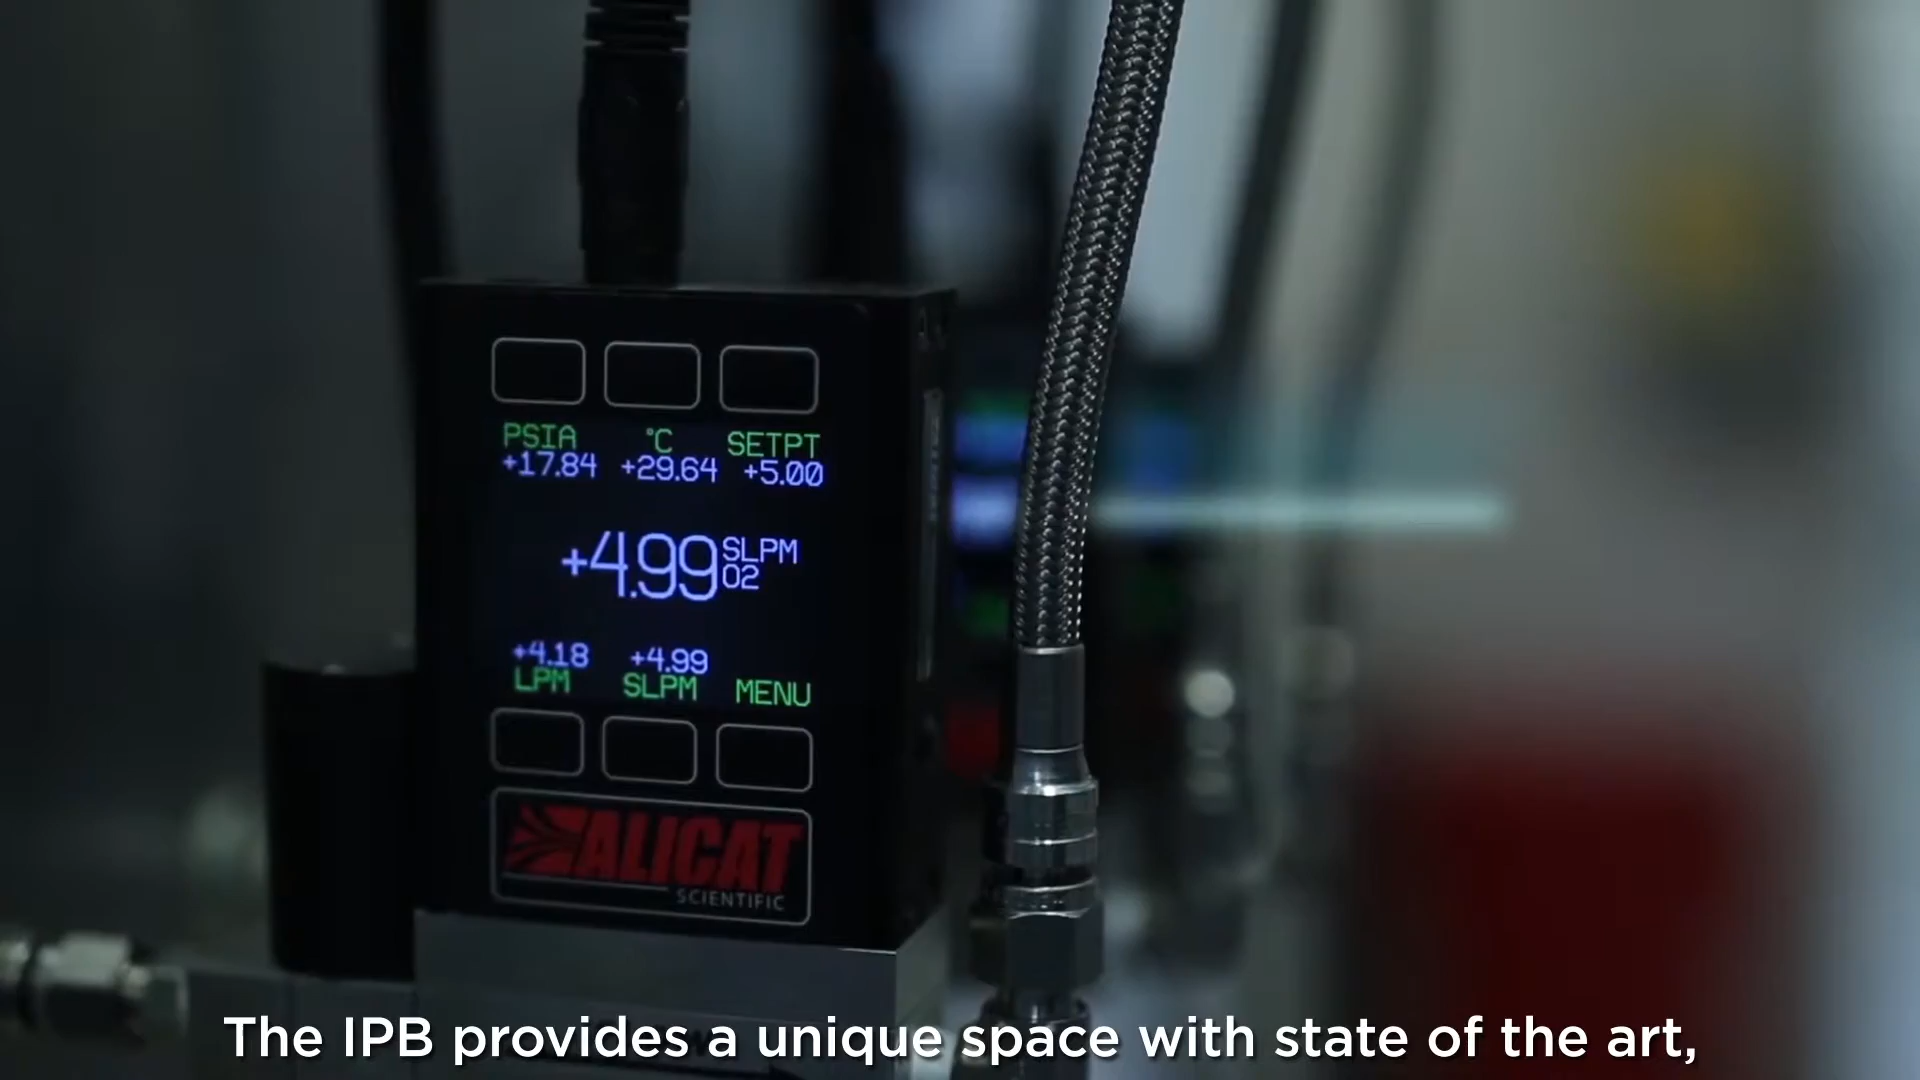 PSIA °C SETPT
+17.84 +29.64 +5.00
+4.99 SLPM
O2
+4.18 +4.99
LPM SLPM MENU
ALICAT
SCIENTIFIC
The IPB provides a unique space with state of the art,